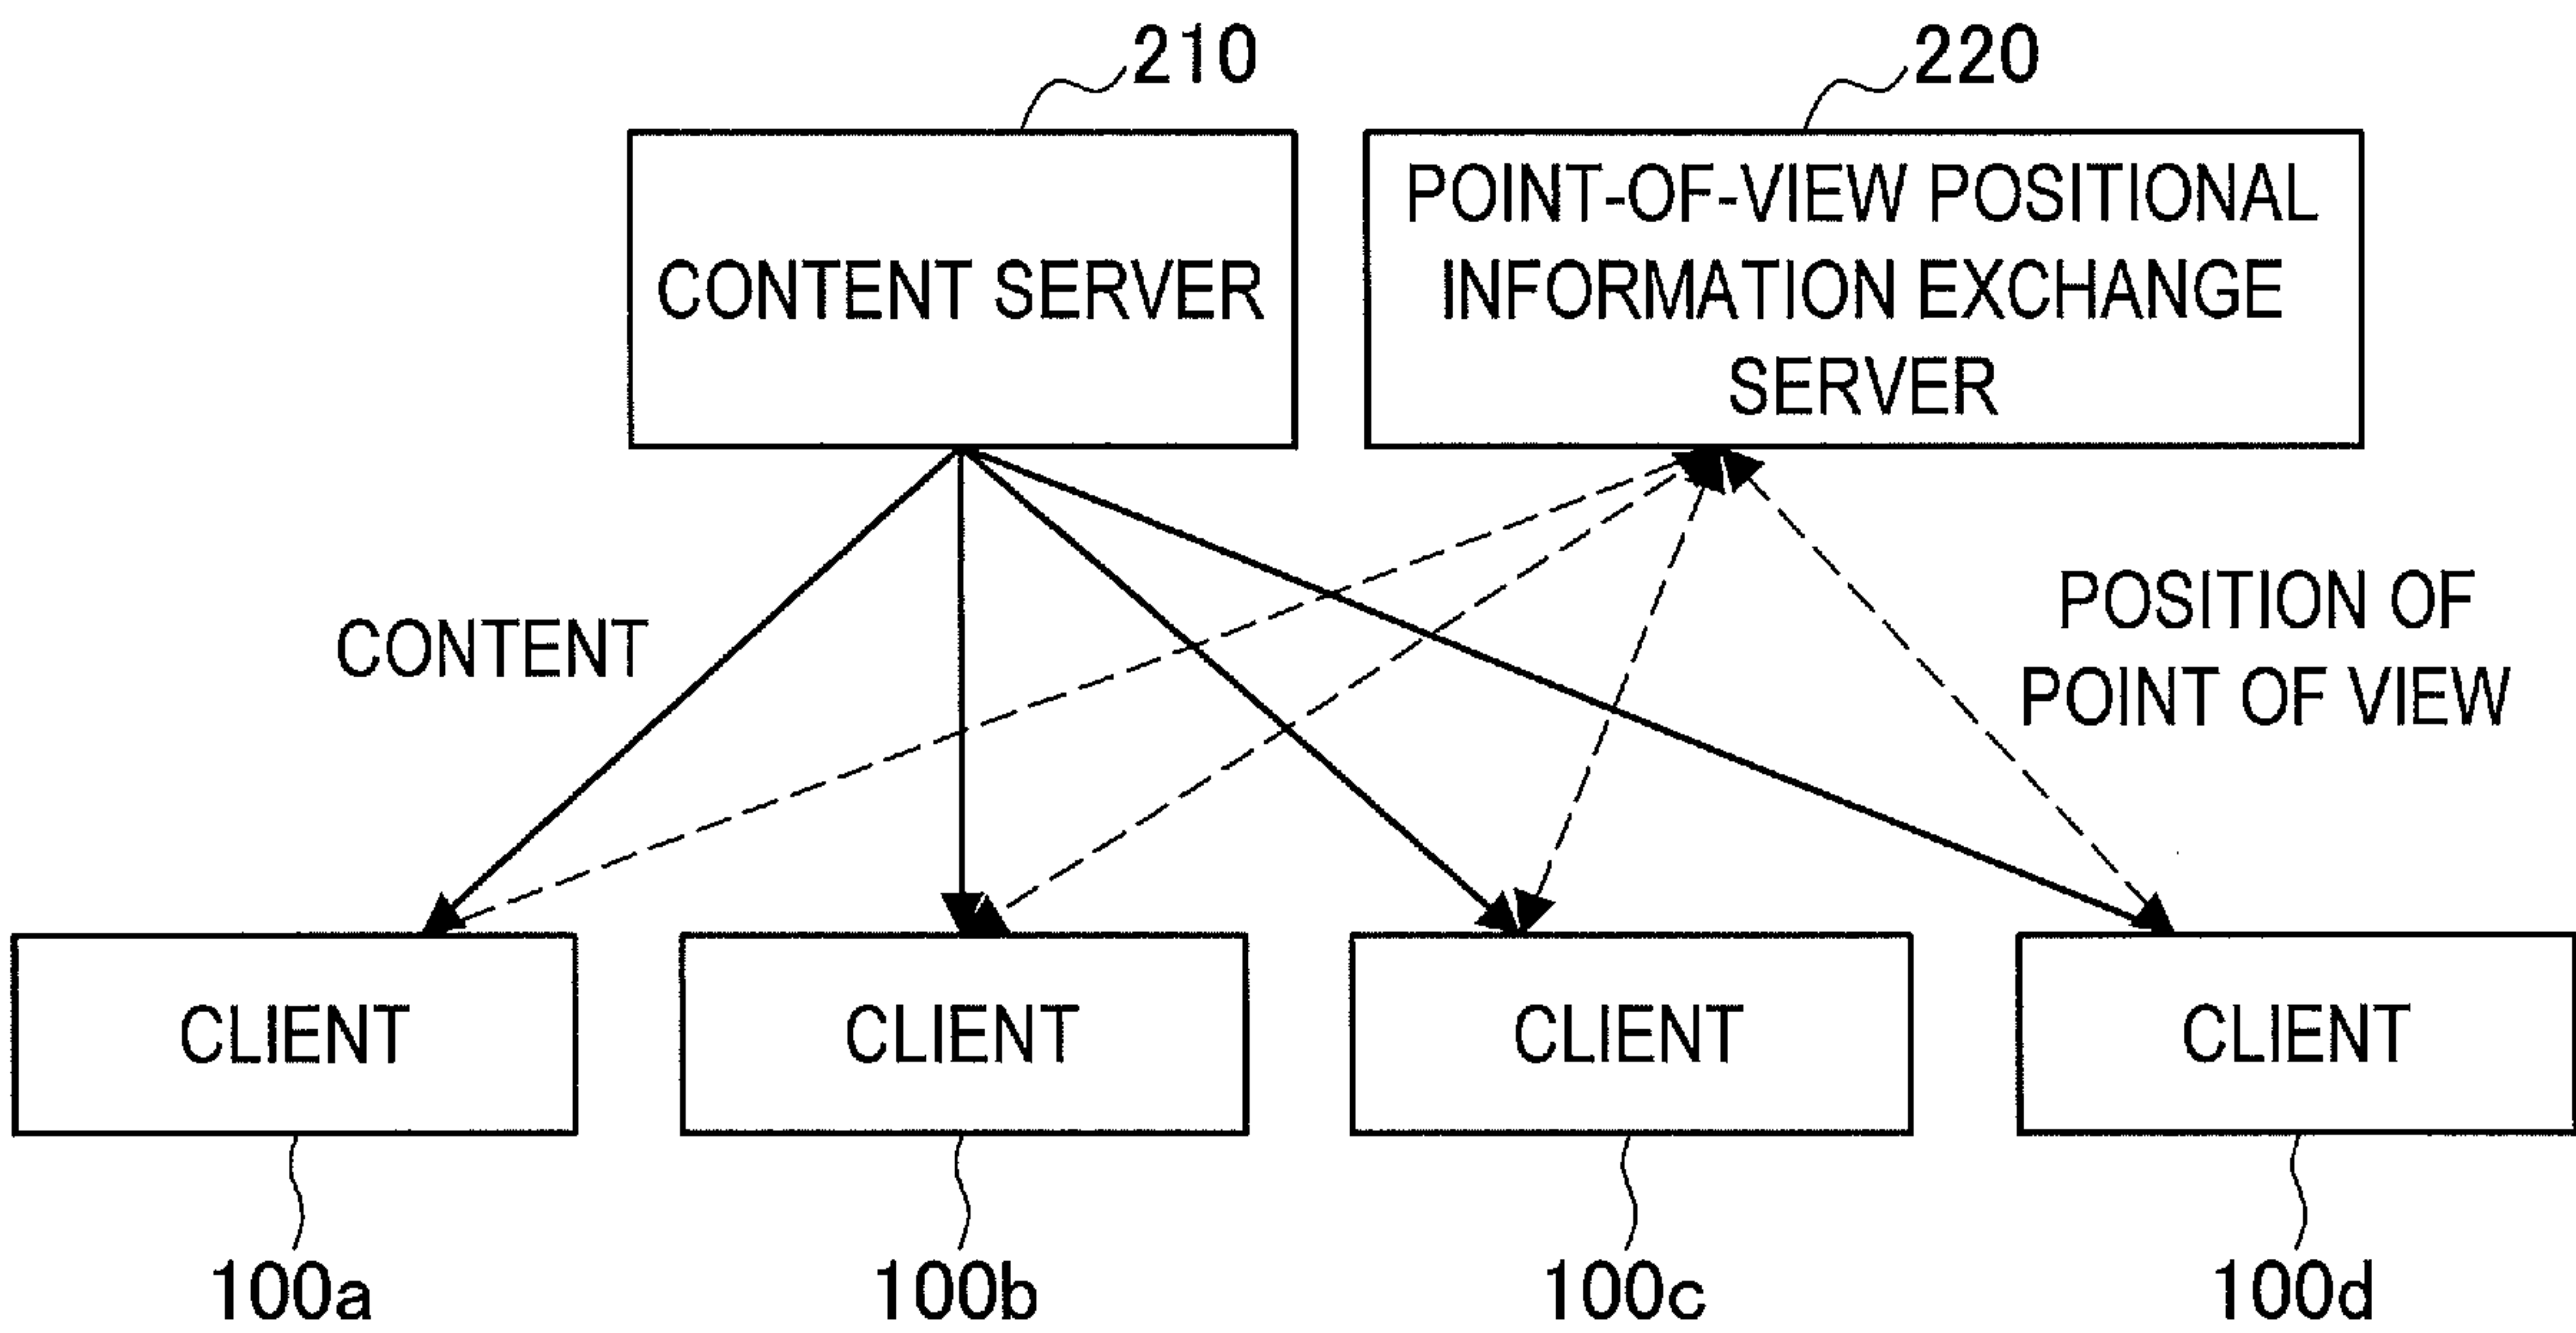 210
220
CONTENT SERVER
POINT-OF-VIEW POSITIONAL
INFORMATION EXCHANGE
SERVER
CONTENT
POSITION OF
POINT OF VIEW
CLIENT
CLIENT
CLIENT
CLIENT
100a
100b
100c
100d